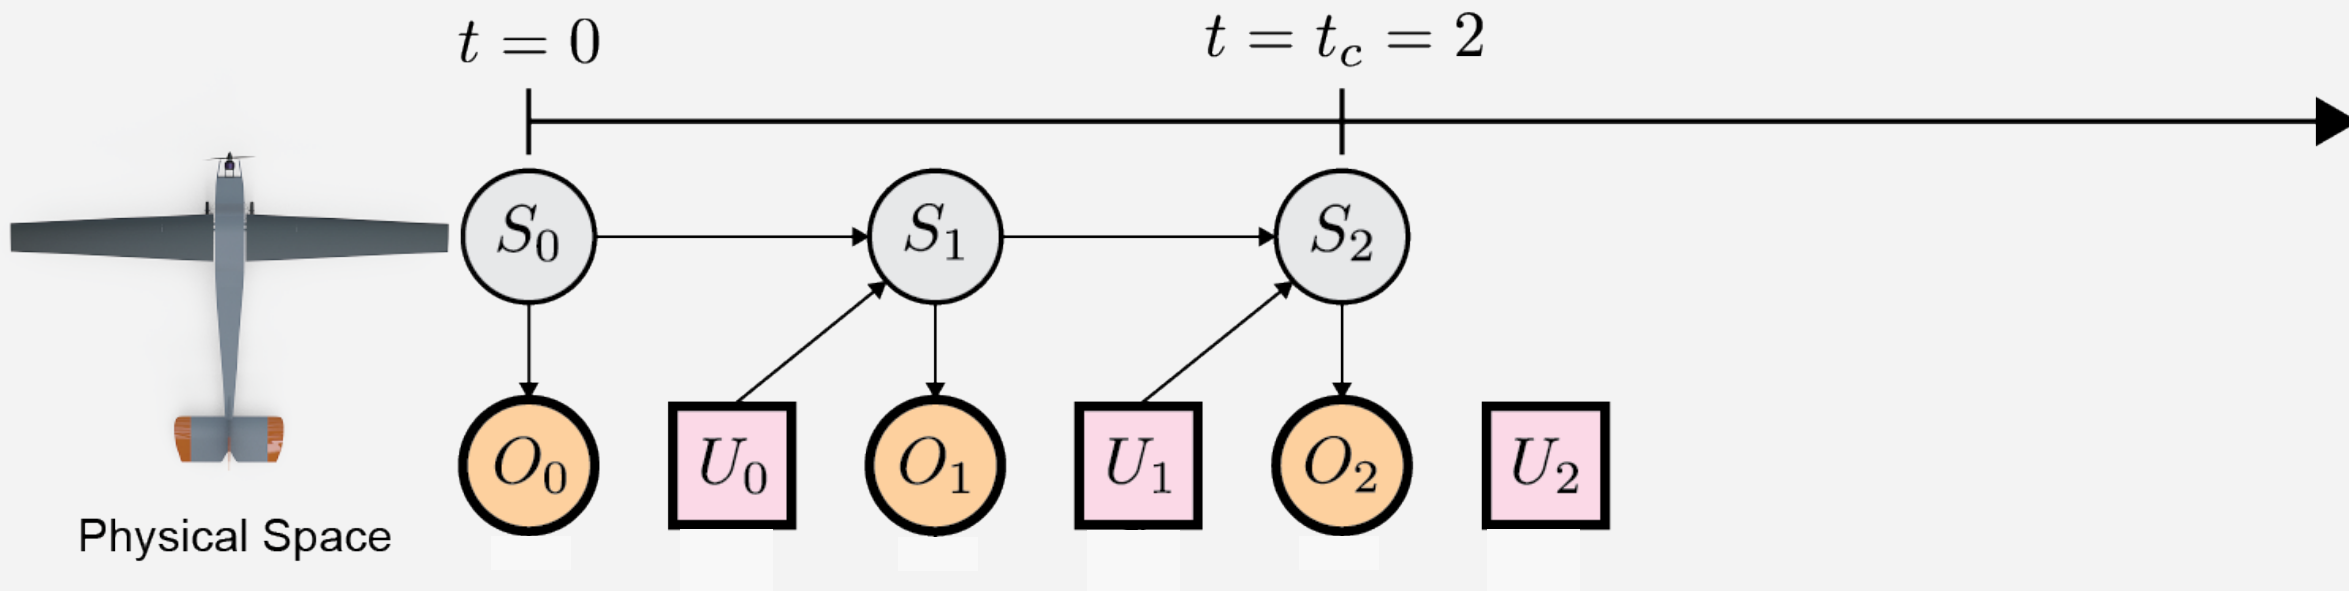 t = 0
t = t_c = 2
S_0
S_1
S_2
O_0
U_0
O_1
U_1
O_2
U_2
Physical Space